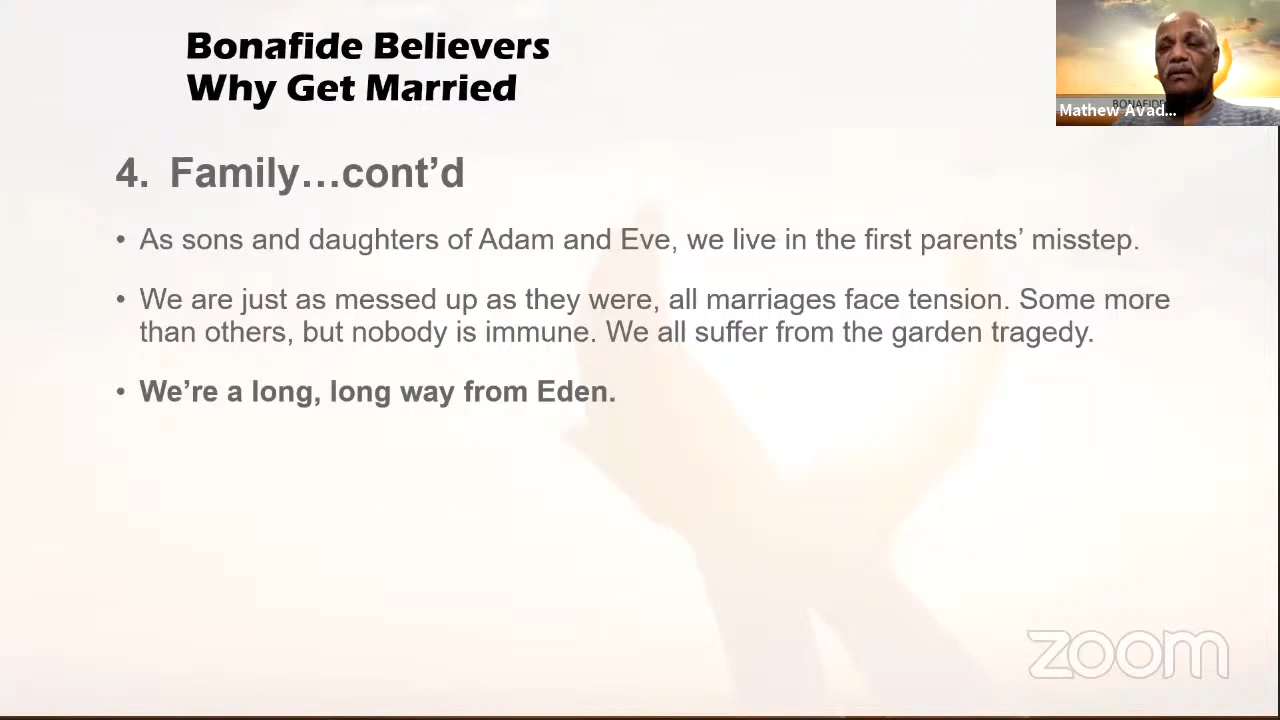 Bonafide Believers
Why Get Married
BONAFIDE
Mathew Avad...
4. Family…cont’d
• As sons and daughters of Adam and Eve, we live in the first parents’ misstep.
• We are just as messed up as they were, all marriages face tension. Some more
than others, but nobody is immune. We all suffer from the garden tragedy.
• We’re a long, long way from Eden.
zoom